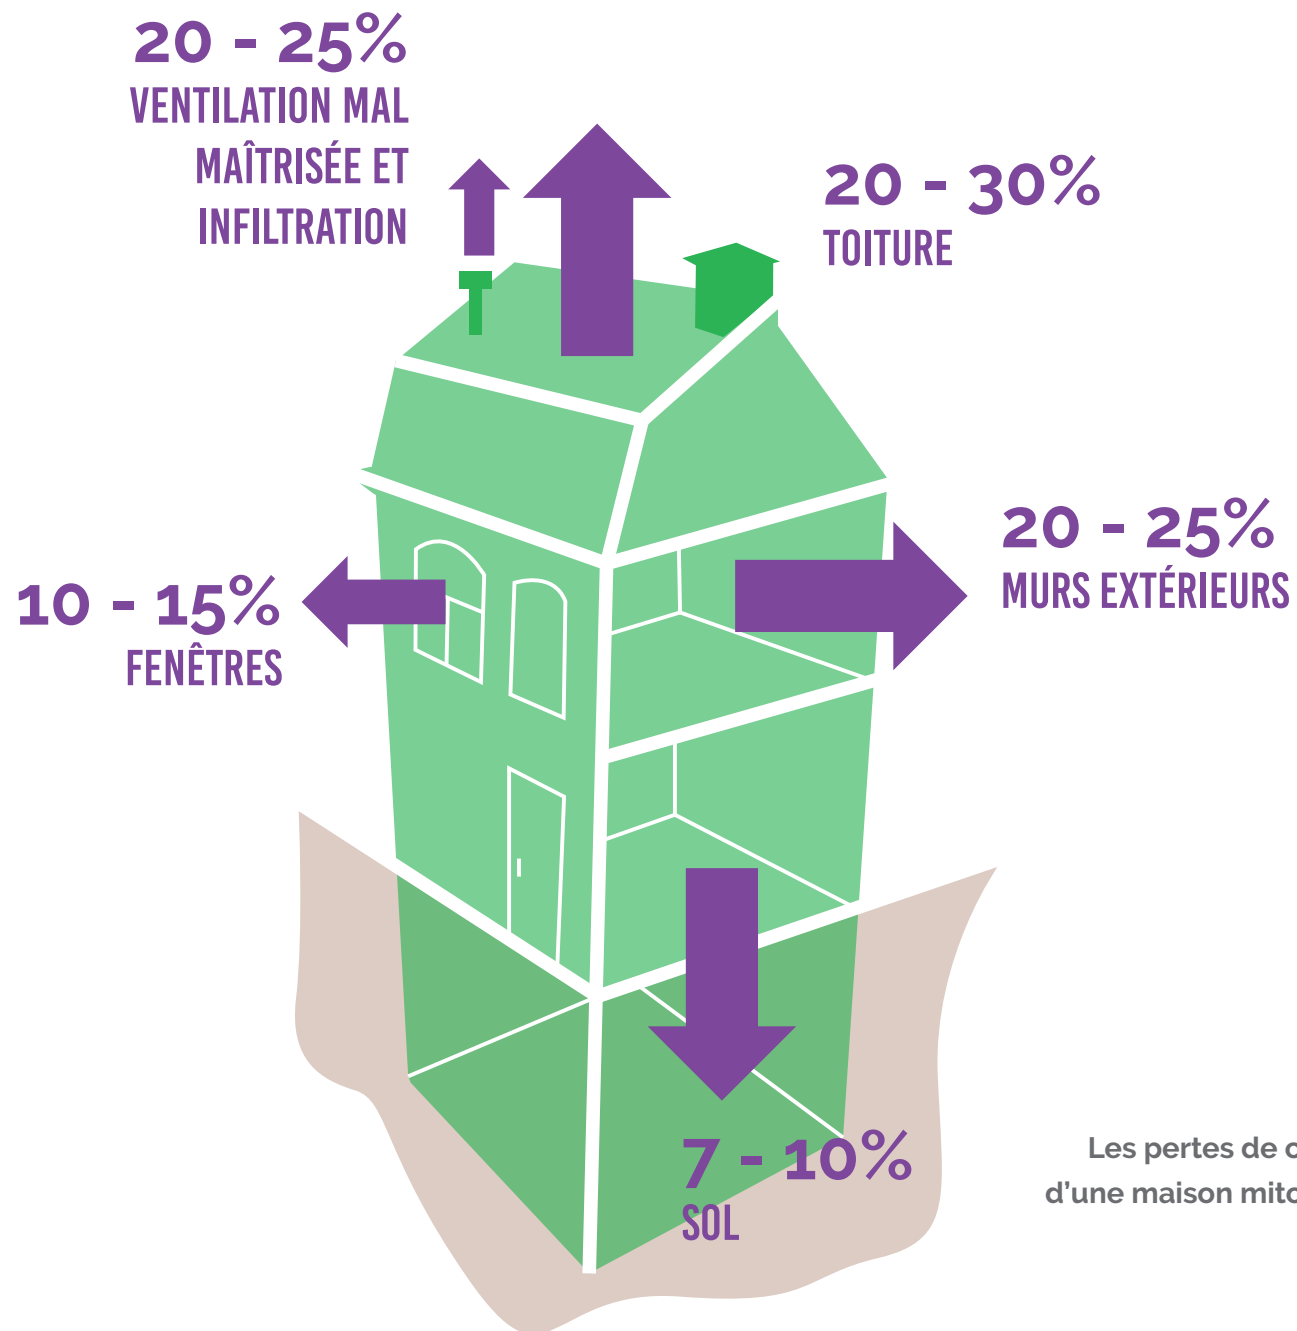 20 - 25%
VENTILATION MAL
MAÎTRISÉE ET
INFILTRATION
20 - 30%
TOITURE
20 - 25%
MURS EXTÉRIEURS
10 - 15%
FENÊTRES
7 - 10%
SOL
Les pertes de
d'une maison